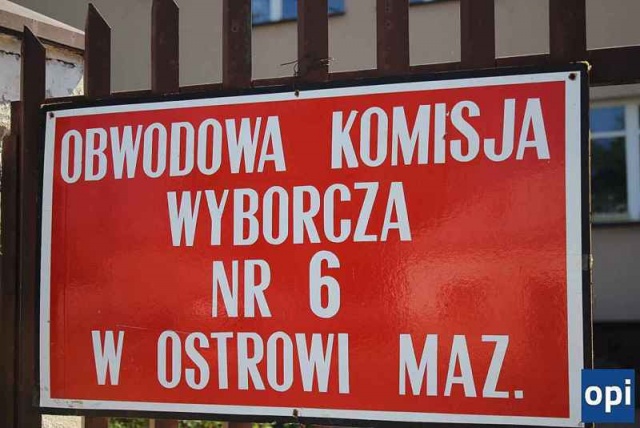 OBWODOWA KOMISJA
WYBORCZA
NR 6
W OSTROWI MAZ.
opi